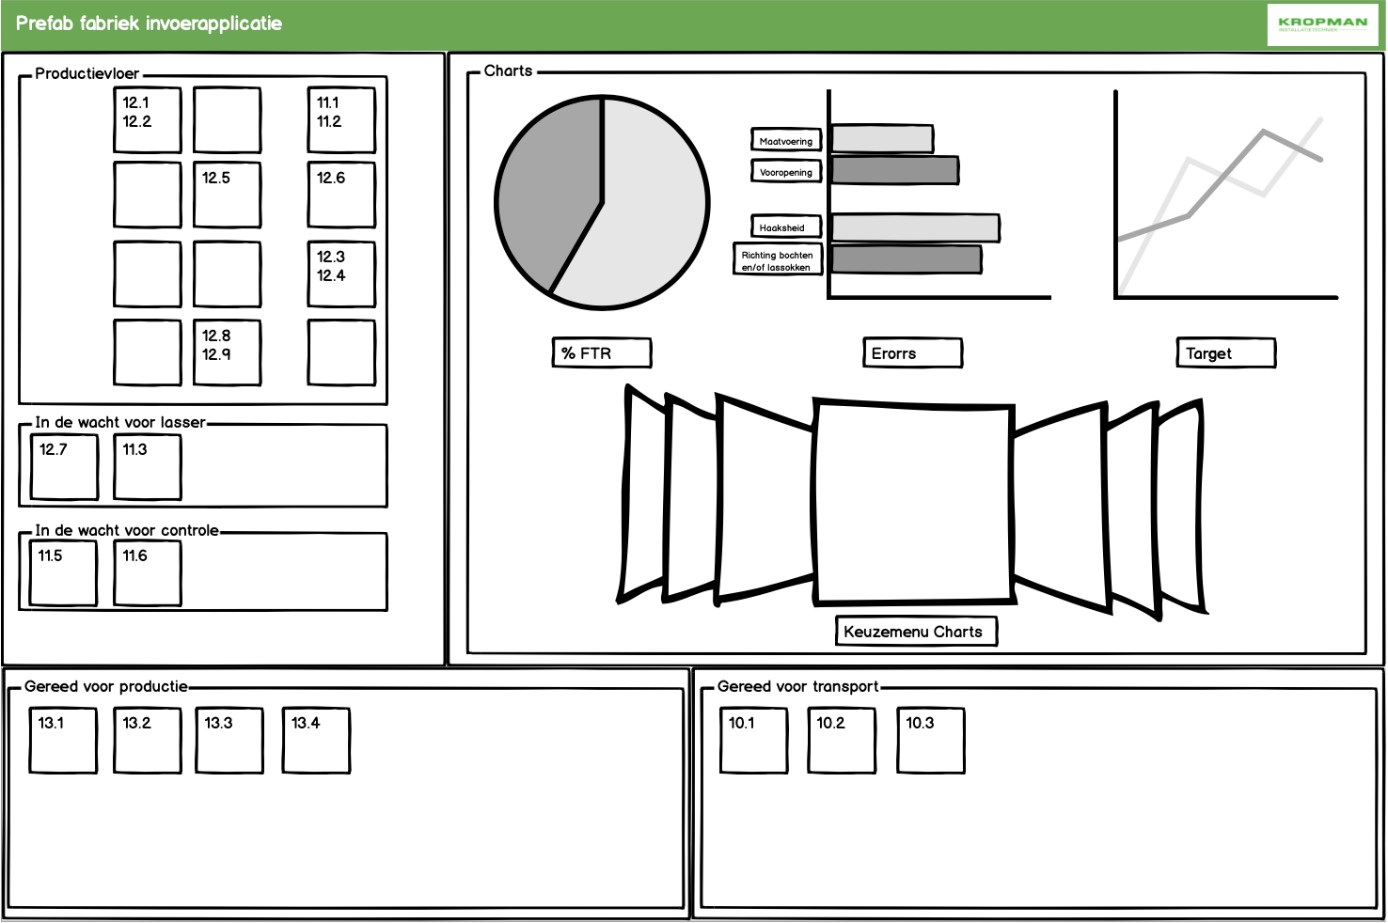 Prefab fabriek invoerapplicatie
KROPMAN
INSTALLATIETECHNIEK
Productievloer
12.1
12.2
11.1
11.2
12.5
12.6
12.3
12.4
12.8
12.9
In de wacht voor lasser
12.7
11.3
In de wacht voor controle
11.5
11.6
Charts
Maatvoering
Vooropening
Haaksheid
Richting bochten
en/of lassokken
% FTR
Erorrs
Target
Keuzemenu Charts
Gereed voor productie
13.1
13.2
13.3
13.4
Gereed voor transport
10.1
10.2
10.3